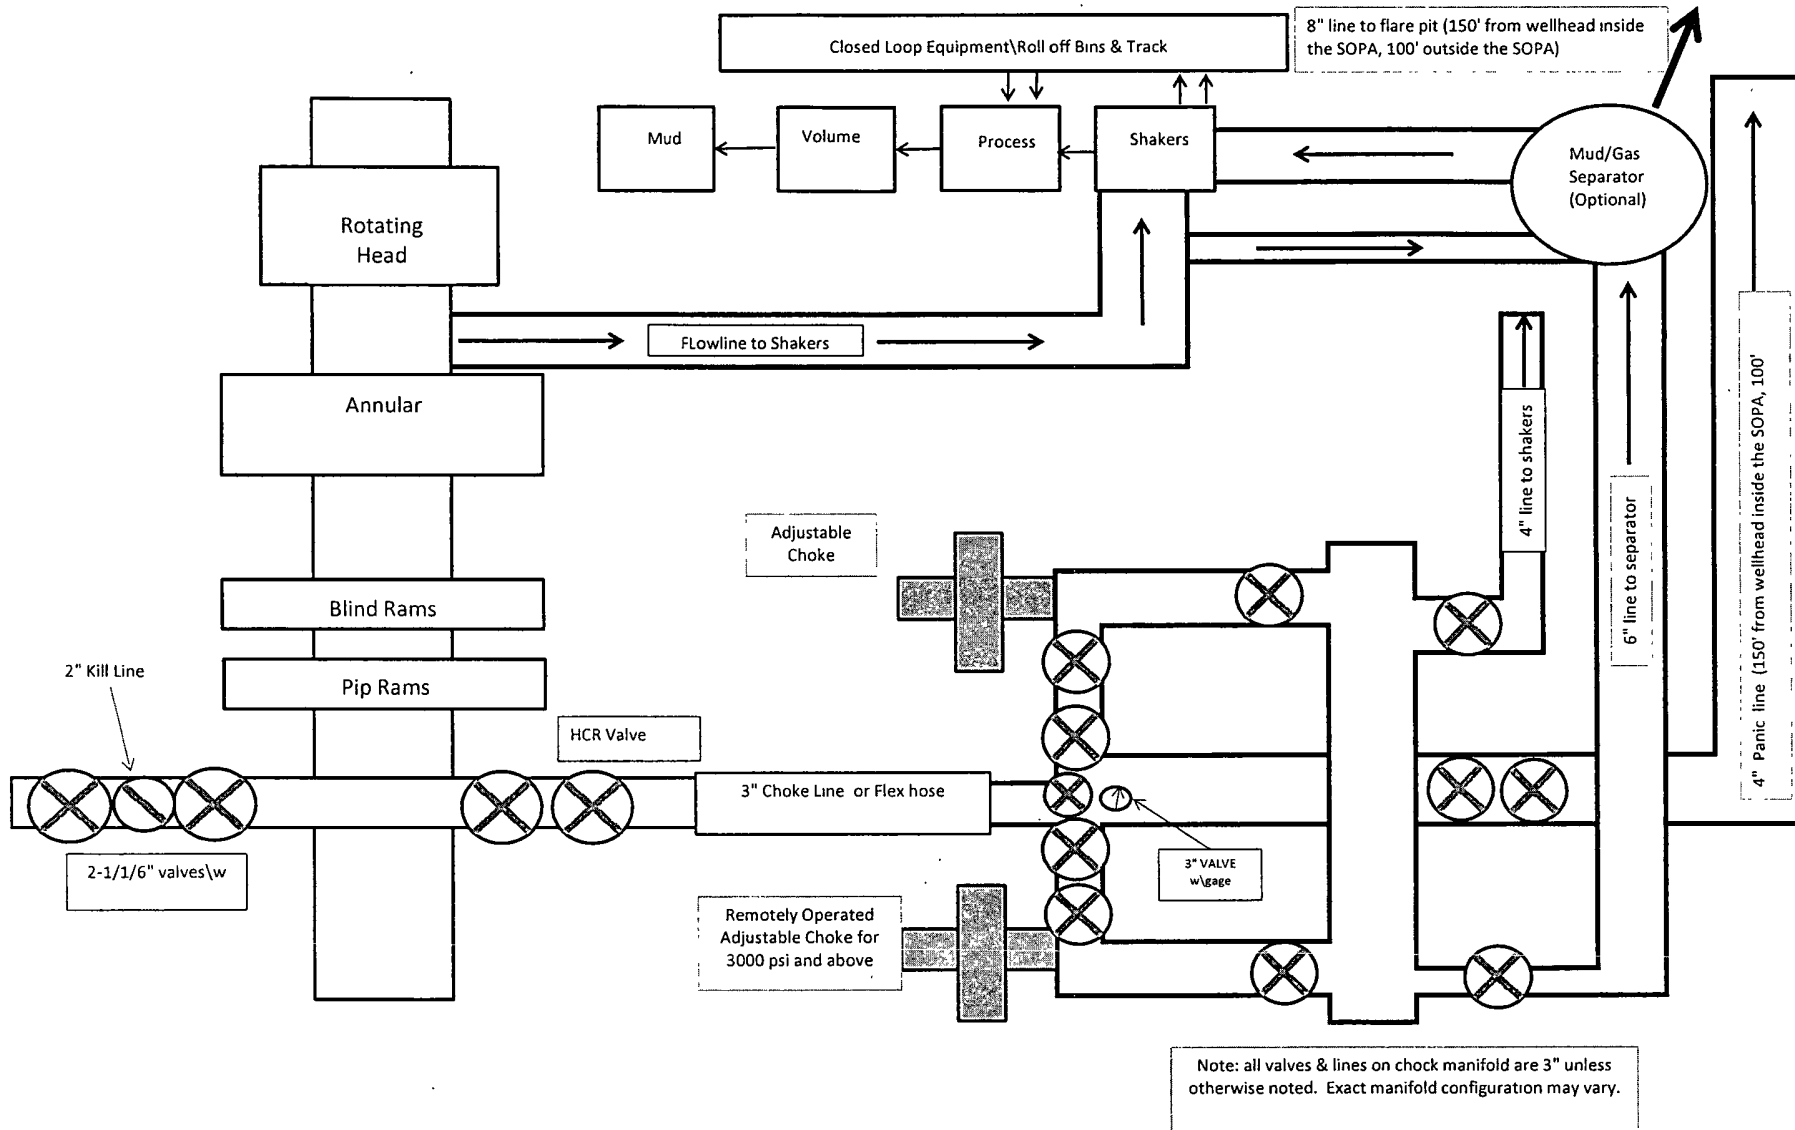 Closed Loop Equipment\Roll off Bins & Track
8" line to flare pit (150' from wellhead inside
the SOPA, 100' outside the SOPA)
Mud
Volume
Process
Shakers
Mud/Gas
Separator
(Optional)
Rotating
Head
FLowline to Shakers
Annular
4" line to shakers
6" line to separator
4" Panic line (150' from wellhead inside the SOPA, 100'
Adjustable
Choke
Blind Rams
2" Kill Line
Pip Rams
HCR Valve
3" Choke Line or Flex hose
2-1/1/6" valves\w
3" VALVE
w\gage
Remotely Operated
Adjustable Choke for
3000 psi and above
Note: all valves & lines on chock manifold are 3" unless
otherwise noted. Exact manifold configuration may vary.